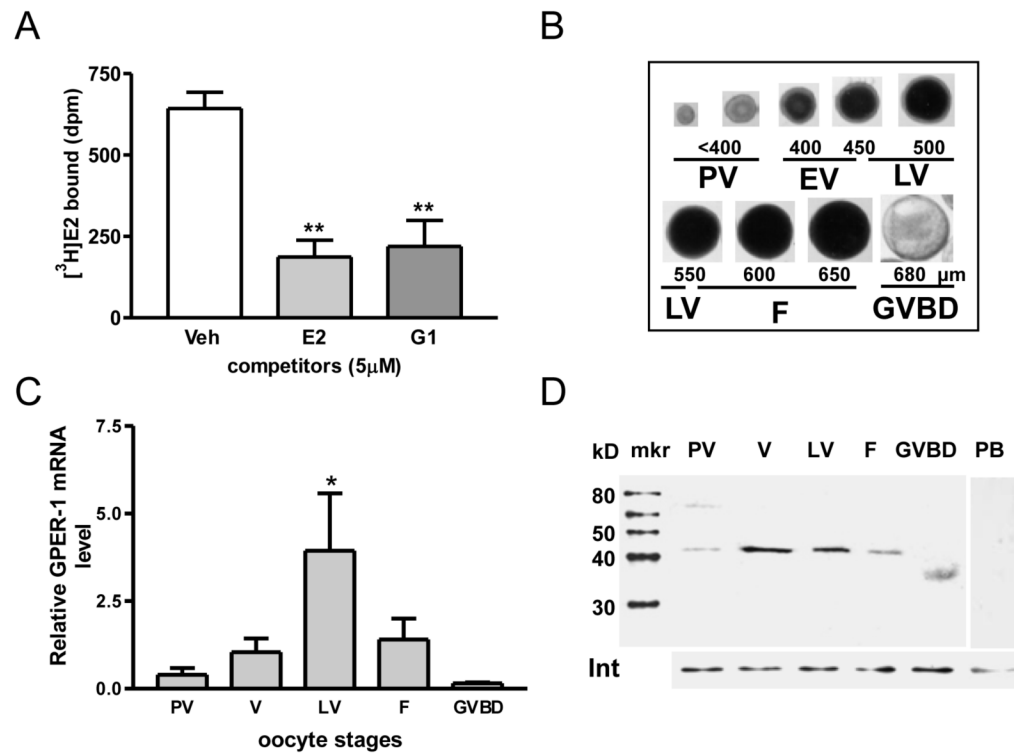 A
[³H]E2 bound (dpm)
750
500
250
0
**
**
Veh E2 G1
competitors (5μM)
B
<400 400 450 500
PV EV LV
550 600 650 680 μm
LV F GVBD
C
Relative GPER-1 mRNA
level
7.5
5.0
2.5
0.0
*
PV V LV F GVBD
oocyte stages
D
kD mkr PV V LV F GVBD PB
80
50
40
30
Int